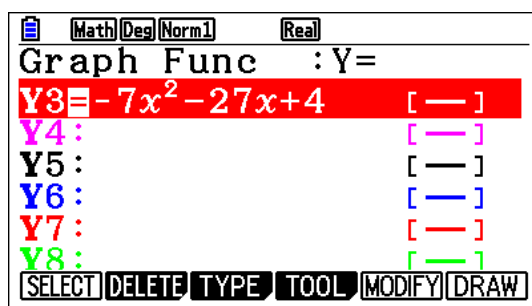 Math Deg Norm1 Real
Graph Func :Y=
Y3=-7x²-27x+4 [—]
Y4: [—]
Y5: [—]
Y6: [—]
Y7: [—]
Y8: [—]
SELECT DELETE TYPE TOOL MODIFY DRAW